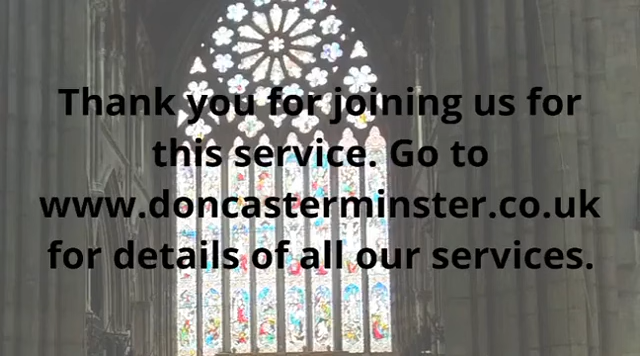 Thank you for joining us for
this service. Go to
www.doncasterminster.co.uk
for details of all our services.